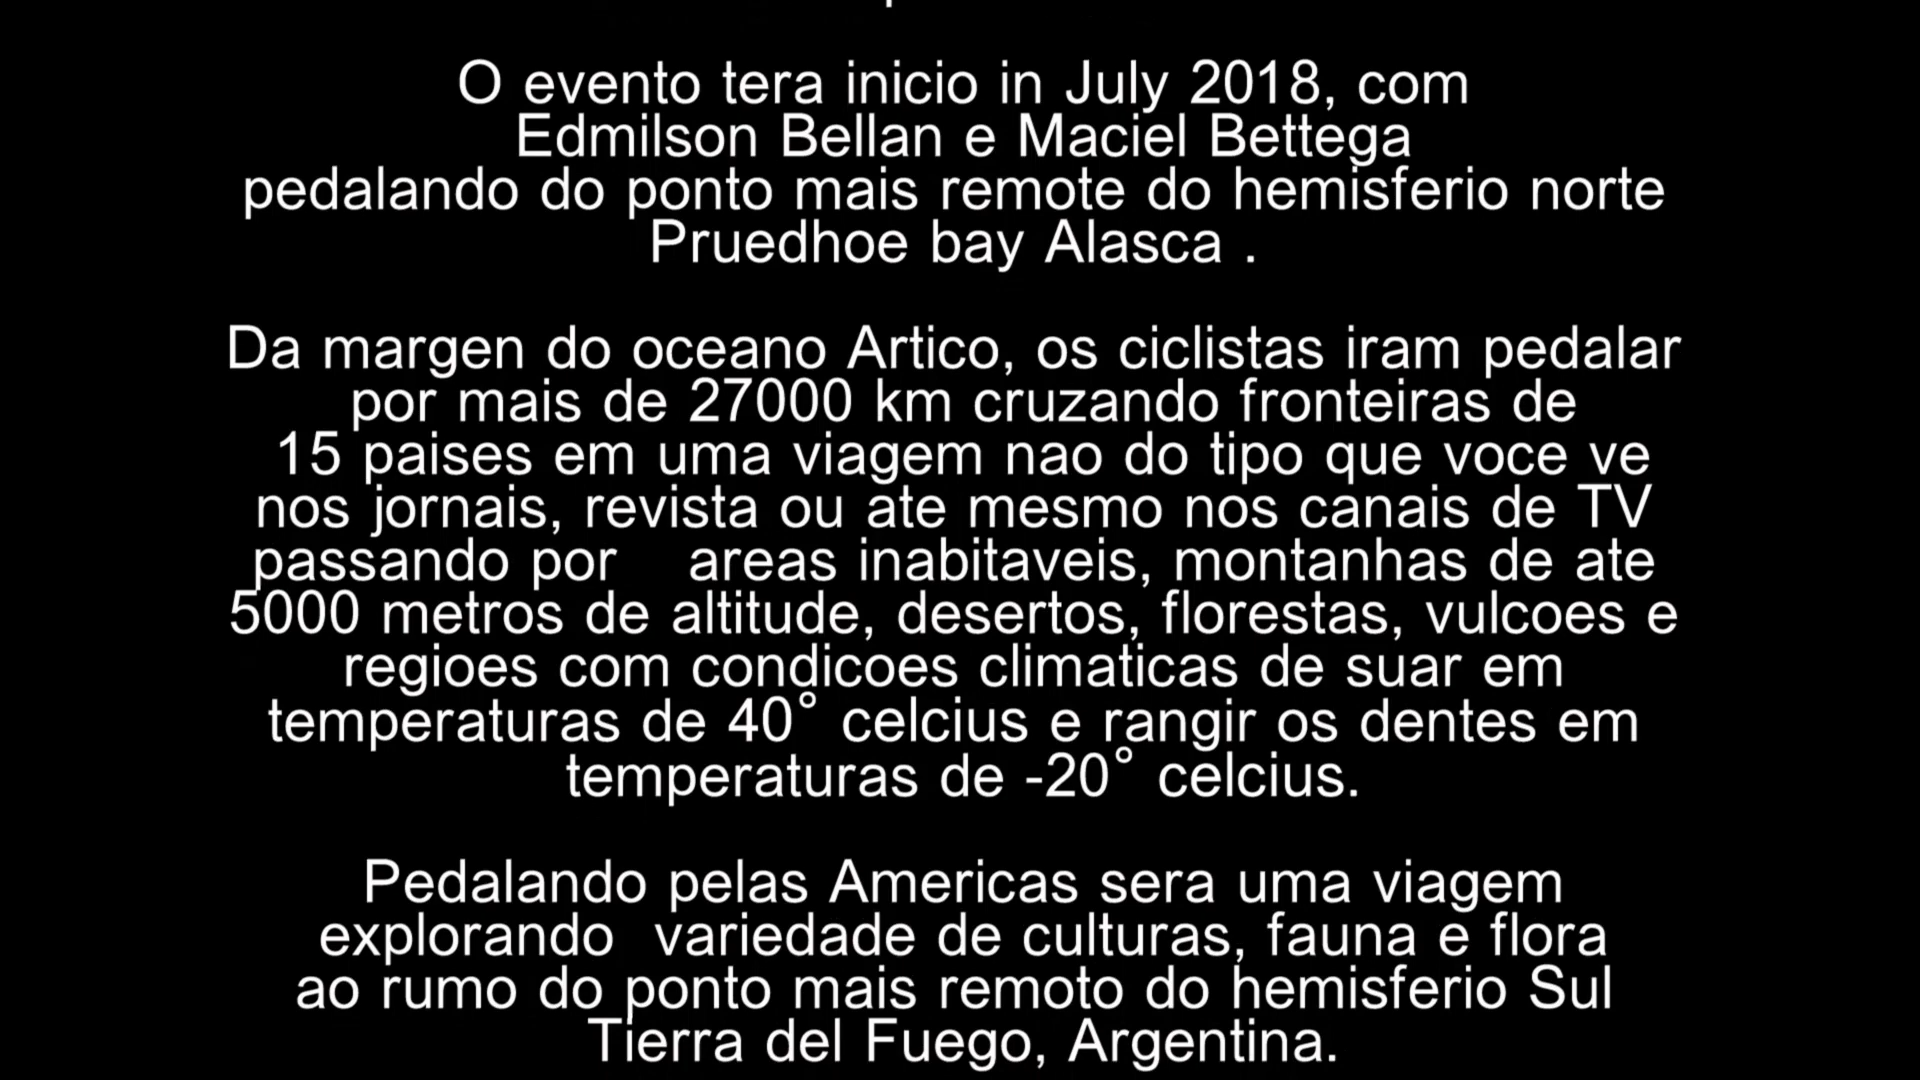 O evento tera inicio in July 2018, com
Edmilson Bellan e Maciel Bettega
pedalando do ponto mais remote do hemisferio norte
Pruedhoe bay Alasca .
Da margen do oceano Artico, os ciclistas iram pedalar
por mais de 27000 km cruzando fronteiras de
15 paises em uma viagem nao do tipo que voce ve
nos jornais, revista ou ate mesmo nos canais de TV
passando por    areas inabitaveis, montanhas de ate
5000 metros de altitude, desertos, florestas, vulcoes e
regioes com condicoes climaticas de suar em
temperaturas de 40° celcius e rangir os dentes em
temperaturas de -20° celcius.
Pedalando pelas Americas sera uma viagem
explorando  variedade de culturas, fauna e flora
ao rumo do ponto mais remoto do hemisferio Sul
Tierra del Fuego, Argentina.